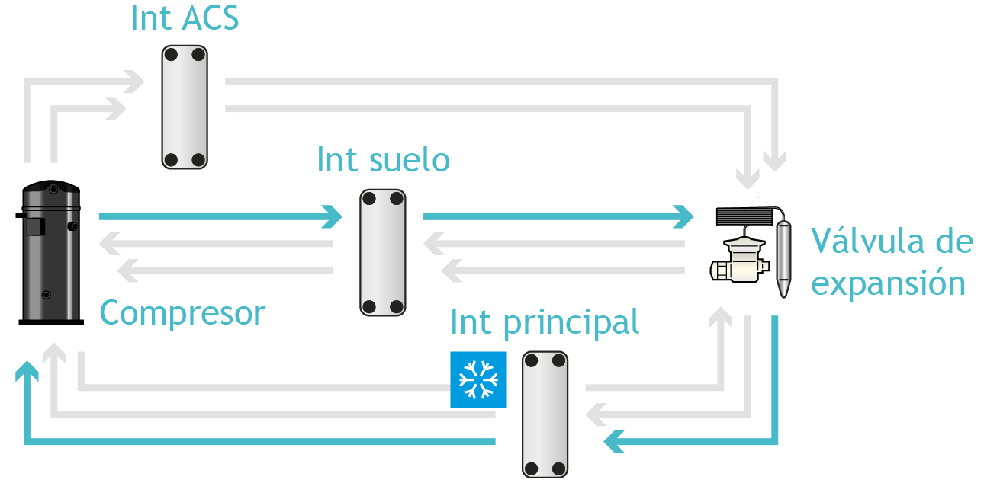 Int ACS
Int suelo
Válvula de
expansión
Compresor
Int principal